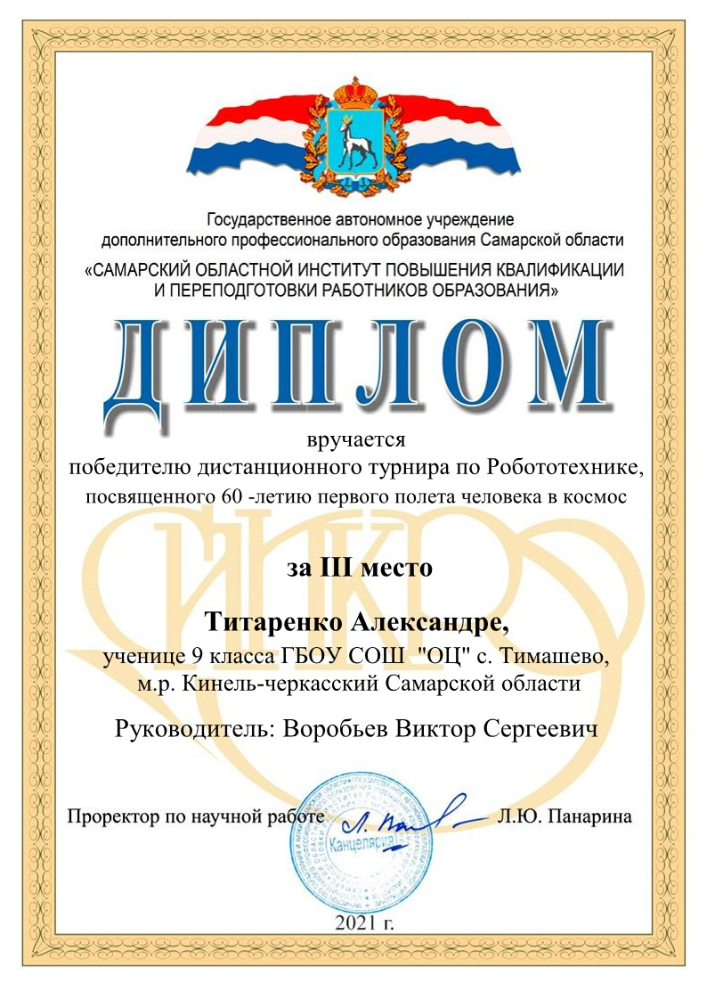 Государственное автономное учреждение
дополнительного профессионального образования Самарской области
«САМАРСКИЙ ОБЛАСТНОЙ ИНСТИТУТ ПОВЫШЕНИЯ КВАЛИФИКАЦИИ
И ПЕРЕПОДГОТОВКИ РАБОТНИКОВ ОБРАЗОВАНИЯ»
ДИПЛОМ
вручается
победителю дистанционного турнира по Робототехнике,
посвященного 60 -летию первого полета человека в космос
СИПКРО
за III место
Титаренко Александре,
ученице 9 класса ГБОУ СОШ "ОЦ" с. Тимашево,
м.р. Кинель-черкасский Самарской области
Руководитель: Воробьев Виктор Сергеевич
Проректор по научной работе Л.Ю. Панарина
Канцелярия
2021 г.